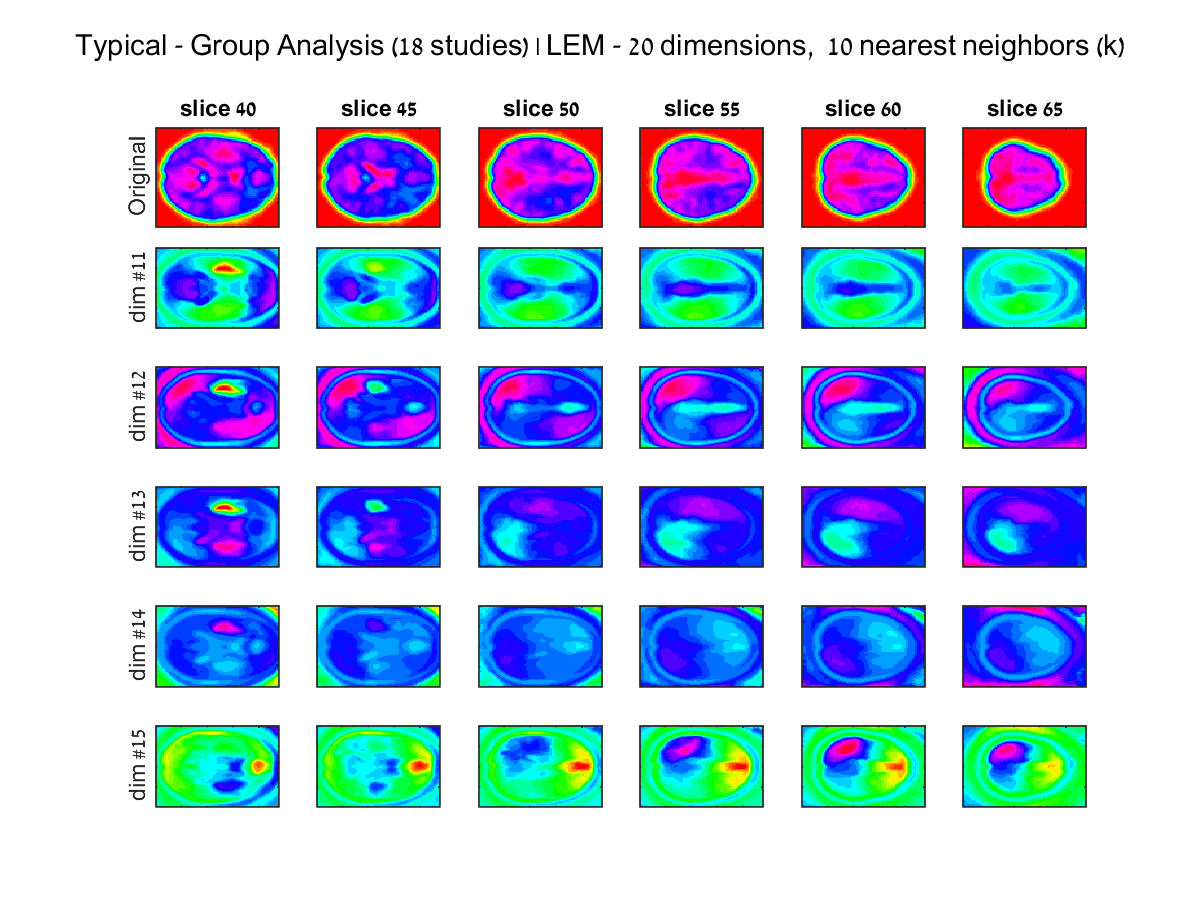 Typical - Group Analysis (18 studies) | LEM - 20 dimensions, 10 nearest neighbors (k)
slice 40 slice 45 slice 50 slice 55 slice 60 slice 65
Original
dim #11
dim #12
dim #13
dim #14
dim #15